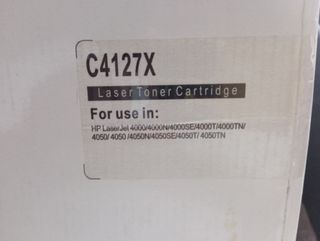 C4127X
Laser Toner Cartridge
For use in:
HP LaserJet 4000/4000N/4000SE/4000T/4000TN/
4050/ 4050 /4050N/4050SE/4050T/ 4050TN